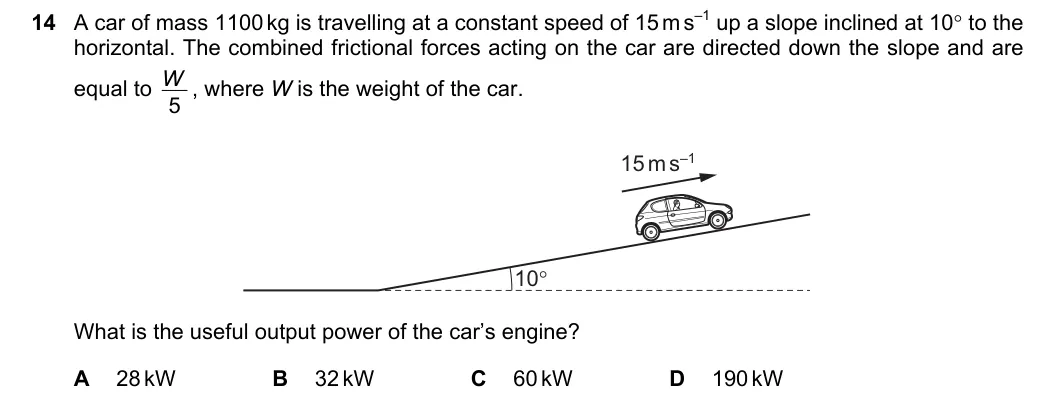 14 A car of mass 1100 kg is travelling at a constant speed of 15 m s⁻¹ up a slope inclined at 10° to the
horizontal. The combined frictional forces acting on the car are directed down the slope and are
equal to W/5, where W is the weight of the car.
15 m s⁻¹
10°
What is the useful output power of the car's engine?
A 28 kW B 32 kW C 60 kW D 190 kW